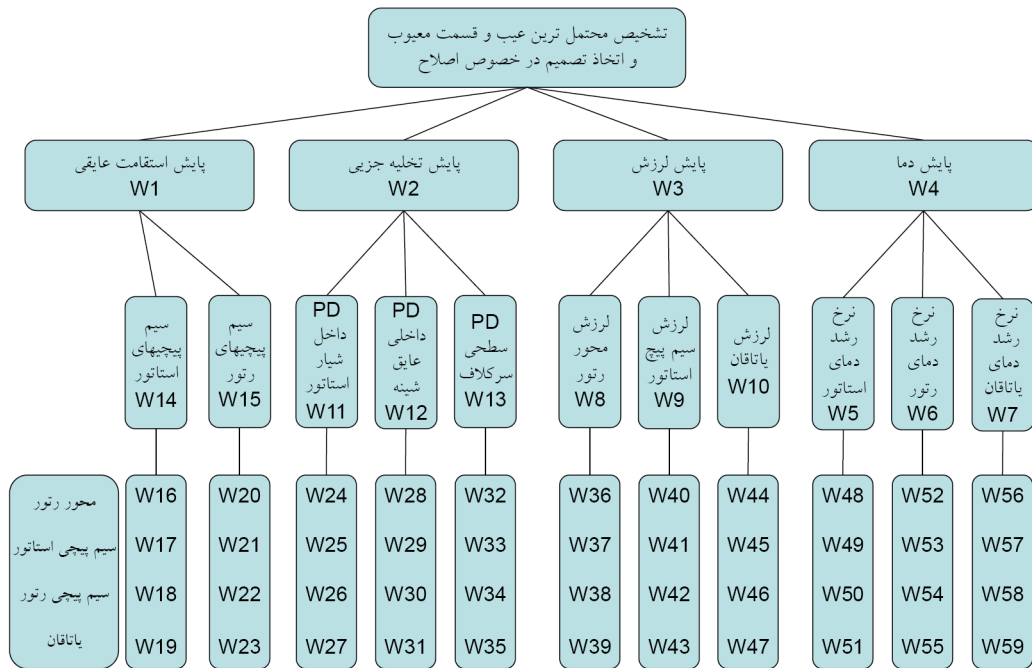 تشخیص محتمل ترین عیب و قسمت معیوب
و اتخاذ تصمیم در خصوص اصلاح
پایش استقامت عایقی
W1
پایش تخلیه جزیی
W2
پایش لرزش
W3
پایش دما
W4
سیم
پیچیهای
استاتور
W14
سیم
پیچیهای
رتور
W15
PD
داخل
شیار
استاتور
W11
PD
داخلی
عایق
شینه
W12
PD
سطحی
سرکلاف
W13
لرزش
محور
رتور
W8
لرزش
سیم پیچ
استاتور
W9
لرزش
یاتاقان
W10
نرخ
رشد
دمای
استاتور
W5
نرخ
رشد
دمای
رتور
W6
نرخ
رشد
دمای
یاتاقان
W7
محور رتور W16 W20 W24 W28 W32 W36 W40 W44 W48 W52 W56
سیم پیچی استاتور W17 W21 W25 W29 W33 W37 W41 W45 W49 W53 W57
سیم پیچی رتور W18 W22 W26 W30 W34 W38 W42 W46 W50 W54 W58
یاتاقان W19 W23 W27 W31 W35 W39 W43 W47 W51 W55 W59